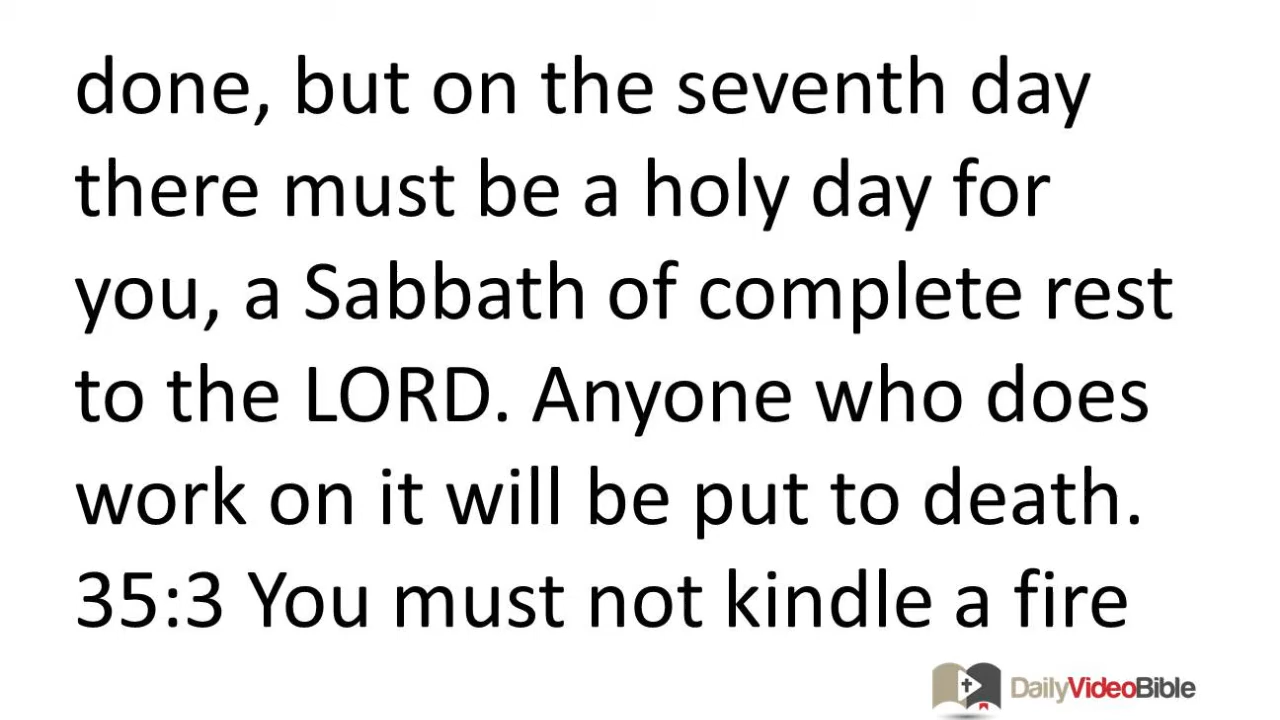 done, but on the seventh day
there must be a holy day for
you, a Sabbath of complete rest
to the LORD. Anyone who does
work on it will be put to death.
35:3 You must not kindle a fire
DailyVideoBible